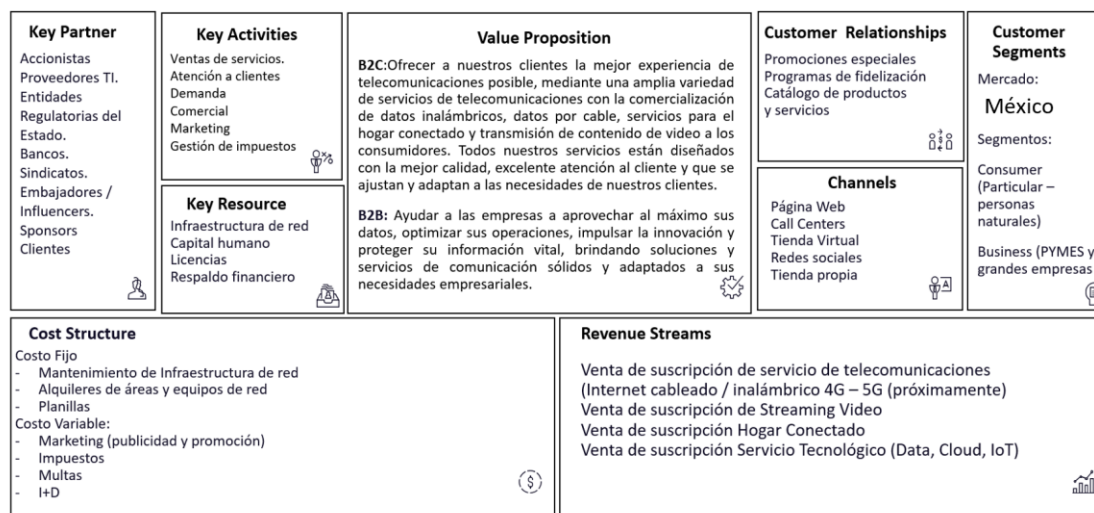 Key Partner
Accionistas
Proveedores TI.
Entidades
Regulatorias del
Estado.
Bancos.
Sindicatos.
Embajadores /
Influencers.
Sponsors
Clientes
Key Activities
Ventas de servicios.
Atención a clientes
Demanda
Comercial
Marketing
Gestión de impuestos
Key Resource
Infraestructura de red
Capital humano
Licencias
Respaldo financiero
Value Proposition
B2C:Ofrecer a nuestros clientes la mejor experiencia de
telecomunicaciones posible, mediante una amplia variedad
de servicios de telecomunicaciones con la comercialización
de datos inalámbricos, datos por cable, servicios para el
hogar conectado y transmisión de contenido de video a los
consumidores. Todos nuestros servicios están diseñados
con la mejor calidad, excelente atención al cliente y que se
ajustan y adaptan a las necesidades de nuestros clientes.
B2B: Ayudar a las empresas a aprovechar al máximo sus
datos, optimizar sus operaciones, impulsar la innovación y
proteger su información vital, brindando soluciones y
servicios de comunicación sólidos y adaptados a sus
necesidades empresariales.
Customer Relationships
Promociones especiales
Programas de fidelización
Catálogo de productos
y servicios
Channels
Página Web
Call Centers
Tienda Virtual
Redes sociales
Tienda propia
Customer
Segments
Mercado:
México
Segmentos:
Consumer
(Particular –
personas
naturales)
Business (PYMES y
grandes empresas
Cost Structure
Costo Fijo
- Mantenimiento de Infraestructura de red
- Alquileres de áreas y equipos de red
- Planillas
Costo Variable:
- Marketing (publicidad y promoción)
- Impuestos
- Multas
- I+D
Revenue Streams
Venta de suscripción de servicio de telecomunicaciones
(Internet cableado / inalámbrico 4G – 5G (próximamente)
Venta de suscripción de Streaming Video
Venta de suscripción Hogar Conectado
Venta de suscripción Servicio Tecnológico (Data, Cloud, IoT)